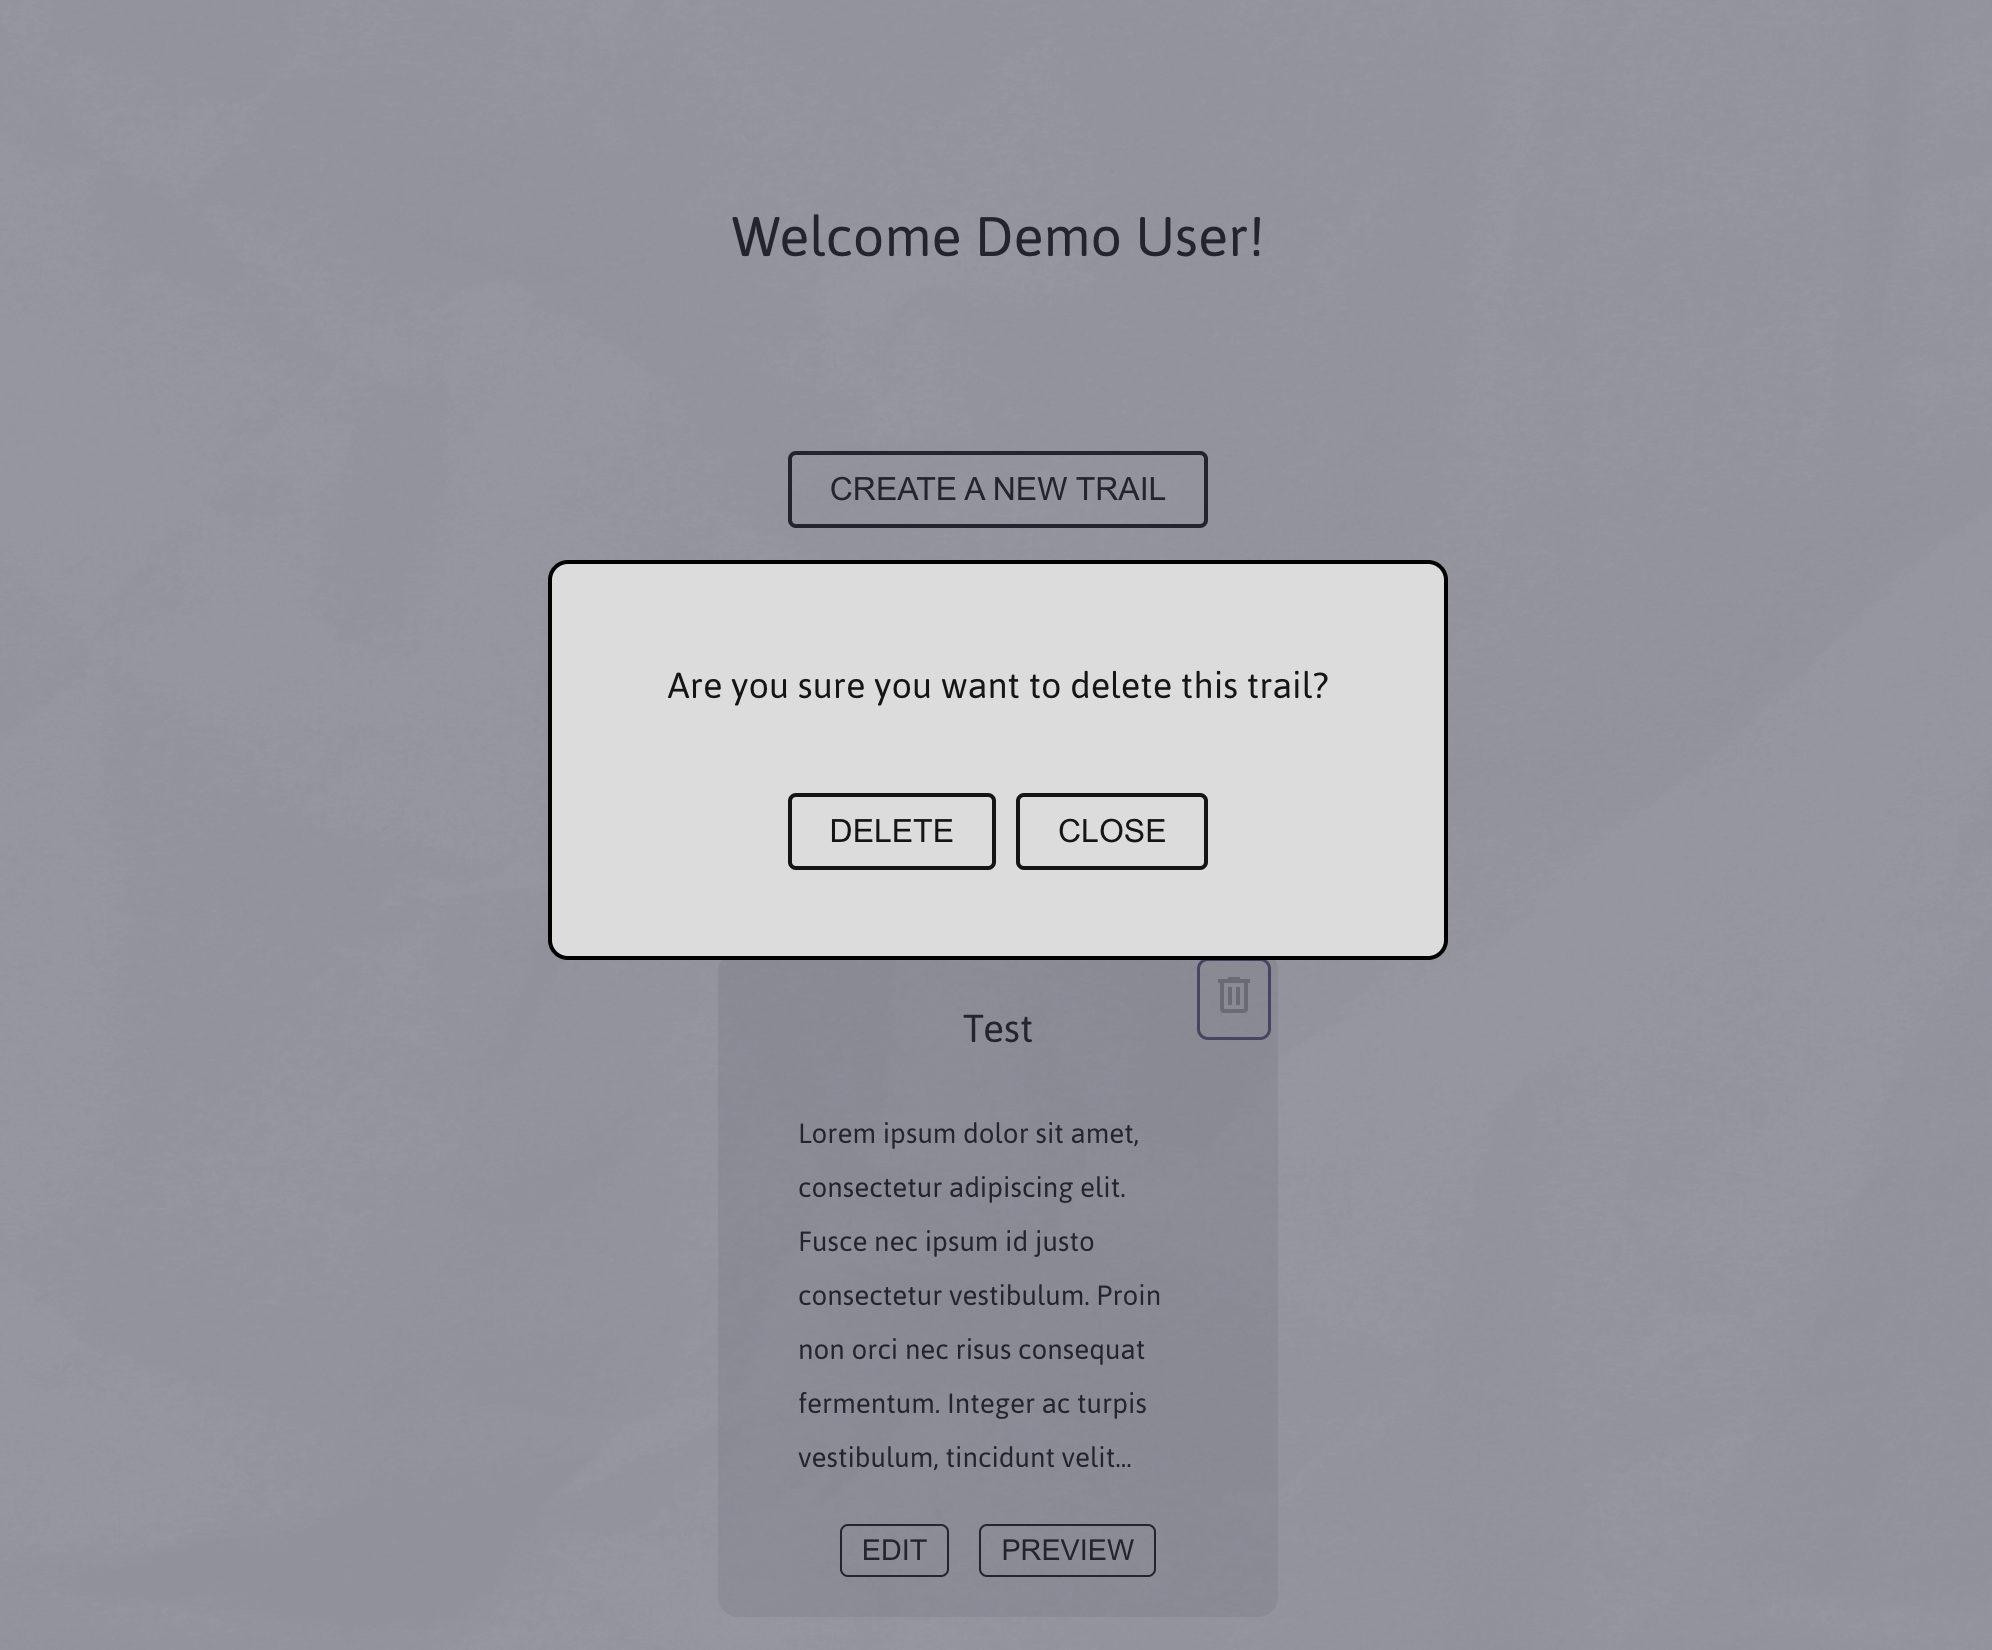 Welcome Demo User!
CREATE A NEW TRAIL
Are you sure you want to delete this trail?
DELETE
CLOSE
Test
Lorem ipsum dolor sit amet,
consectetur adipiscing elit.
Fusce nec ipsum id justo
consectetur vestibulum. Proin
non orci nec risus consequat
fermentum. Integer ac turpis
vestibulum, tincidunt velit...
EDIT
PREVIEW